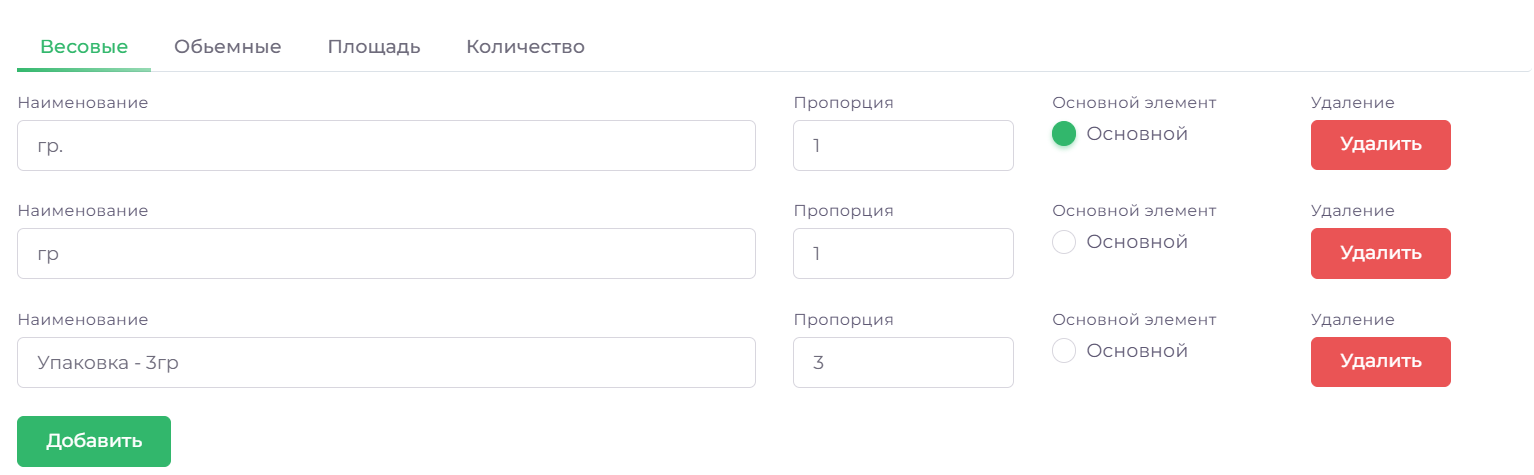 Весовые Обьемные Площадь Количество
Наименование Пропорция Основной элемент Удаление
гр. 1 Основной Удалить
Наименование Пропорция Основной элемент Удаление
гр 1 Основной Удалить
Наименование Пропорция Основной элемент Удаление
Упаковка - 3гр 3 Основной Удалить
Добавить